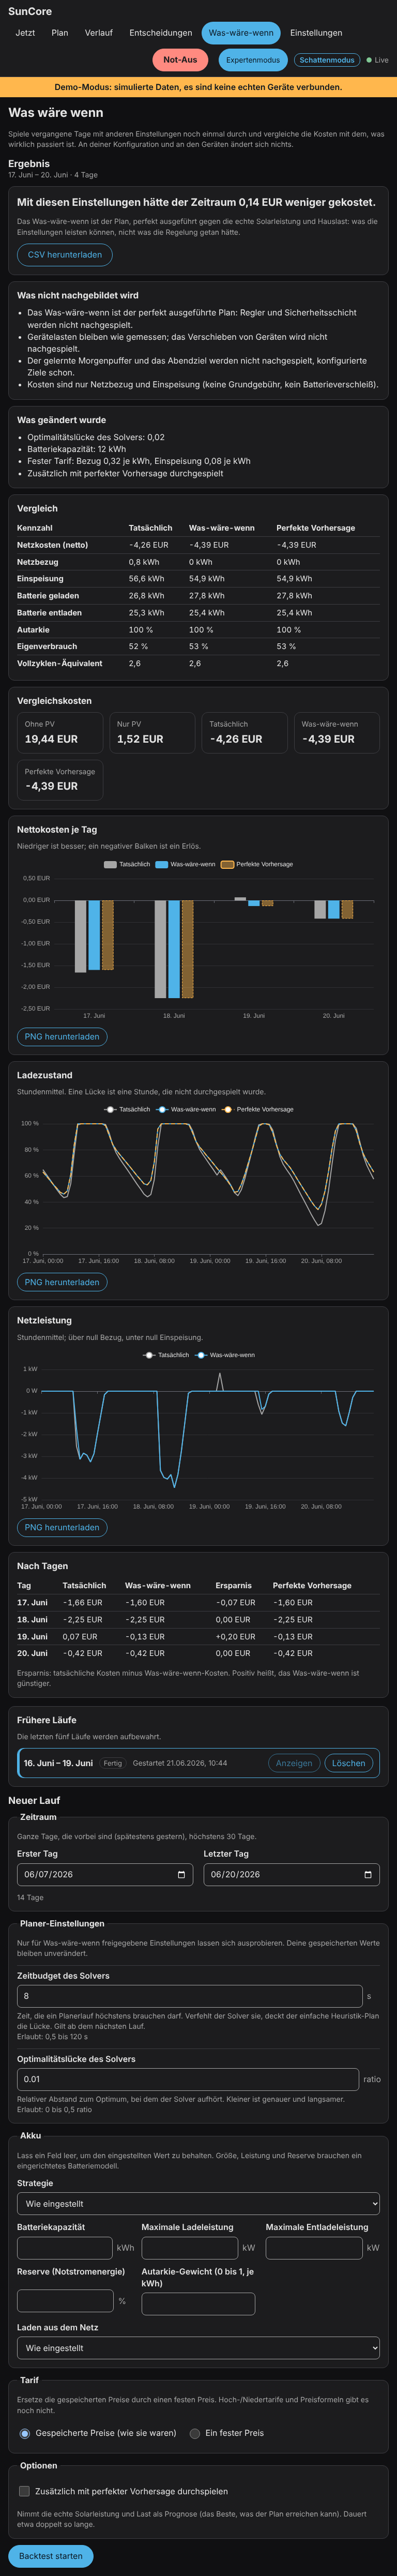 SunCore
Jetzt Plan Verlauf Entscheidungen Was-wäre-wenn Einstellungen
Not-Aus Expertenmodus Schattenmodus Live
Demo-Modus: simulierte Daten, es sind keine echten Geräte verbunden.
Was wäre wenn
Spiele vergangene Tage mit anderen Einstellungen noch einmal durch und vergleiche die Kosten mit dem, was
wirklich passiert ist. An deiner Konfiguration und an den Geräten ändert sich nichts.
Ergebnis
17. Juni – 20. Juni · 4 Tage
Mit diesen Einstellungen hätte der Zeitraum 0,14 EUR weniger gekostet.
Das Was-wäre-wenn ist der Plan, perfekt ausgeführt gegen die echte Solarleistung und Hauslast: was die
Einstellungen leisten können, nicht was die Regelung getan hätte.
CSV herunterladen
Was nicht nachgebildet wird
• Das Was-wäre-wenn ist der perfekt ausgeführte Plan: Regler und Sicherheitsschicht
werden nicht nachgespielt.
• Gerätelasten bleiben wie gemessen; das Verschieben von Geräten wird nicht
nachgespielt.
• Der gelernte Morgenpuffer und das Abendziel werden nicht nachgespielt, konfigurierte
Ziele schon.
• Kosten sind nur Netzbezug und Einspeisung (keine Grundgebühr, kein Batterieverschleiß).
Was geändert wurde
• Optimalitätslücke des Solvers: 0,02
• Batteriekapazität: 12 kWh
• Fester Tarif: Bezug 0,32 je kWh, Einspeisung 0,08 je kWh
• Zusätzlich mit perfekter Vorhersage durchgespielt
Vergleich
Kennzahl Tatsächlich Was-wäre-wenn Perfekte Vorhersage
Netzkosten (netto) -4,26 EUR -4,39 EUR -4,39 EUR
Netzbezug 0,8 kWh 0 kWh 0 kWh
Einspeisung 56,6 kWh 54,9 kWh 54,9 kWh
Batterie geladen 26,8 kWh 27,8 kWh 27,8 kWh
Batterie entladen 25,3 kWh 25,4 kWh 25,4 kWh
Autarkie 100 % 100 % 100 %
Eigenverbrauch 52 % 53 % 53 %
Vollzyklen-Äquivalent 2,6 2,6 2,6
Vergleichskosten
Ohne PV Nur PV Tatsächlich Was-wäre-wenn
19,44 EUR 1,52 EUR -4,26 EUR -4,39 EUR
Perfekte Vorhersage
-4,39 EUR
Nettokosten je Tag
Niedriger ist besser; ein negativer Balken ist ein Erlös.
Tatsächlich Was-wäre-wenn Perfekte Vorhersage
0,50 EUR
0,00 EUR
-0,50 EUR
-1,00 EUR
-1,50 EUR
-2,00 EUR
-2,50 EUR
17. Juni 18. Juni 19. Juni 20. Juni
PNG herunterladen
Ladezustand
Stundenmittel. Eine Lücke ist eine Stunde, die nicht durchgespielt wurde.
Tatsächlich Was-wäre-wenn Perfekte Vorhersage
100 %
80 %
60 %
40 %
20 %
0 %
17. Juni, 00:00 17. Juni, 16:00 18. Juni, 08:00 19. Juni, 00:00 19. Juni, 16:00 20. Juni, 08:00
PNG herunterladen
Netzleistung
Stundenmittel; über null Bezug, unter null Einspeisung.
Tatsächlich Was-wäre-wenn
1 kW
0 W
-1 kW
-2 kW
-3 kW
-4 kW
-5 kW
17. Juni, 00:00 17. Juni, 16:00 18. Juni, 08:00 19. Juni, 00:00 19. Juni, 16:00 20. Juni, 08:00
PNG herunterladen
Nach Tagen
Tag Tatsächlich Was-wäre-wenn Ersparnis Perfekte Vorhersage
17. Juni -1,66 EUR -1,60 EUR -0,07 EUR -1,60 EUR
18. Juni -2,25 EUR -2,25 EUR 0,00 EUR -2,25 EUR
19. Juni 0,07 EUR -0,13 EUR +0,20 EUR -0,13 EUR
20. Juni -0,42 EUR -0,42 EUR 0,00 EUR -0,42 EUR
Ersparnis: tatsächliche Kosten minus Was-wäre-wenn-Kosten. Positiv heißt, das Was-wäre-wenn ist
günstiger.
Frühere Läufe
Die letzten fünf Läufe werden aufbewahrt.
16. Juni – 19. Juni Fertig Gestartet 21.06.2026, 10:44 Anzeigen Löschen
Neuer Lauf
Zeitraum
Ganze Tage, die vorbei sind (spätestens gestern), höchstens 30 Tage.
Erster Tag Letzter Tag
06/07/2026 06/20/2026
14 Tage
Planer-Einstellungen
Nur für Was-wäre-wenn freigegebene Einstellungen lassen sich ausprobieren. Deine gespeicherten Werte
bleiben unverändert.
Zeitbudget des Solvers
8 s
Zeit, die ein Planerlauf höchstens brauchen darf. Verfehlt der Solver sie, deckt der einfache Heuristik-Plan
die Lücke. Gilt ab dem nächsten Lauf.
Erlaubt: 0,5 bis 120 s
Optimalitätslücke des Solvers
0.01 ratio
Relativer Abstand zum Optimum, bei dem der Solver aufhört. Kleiner ist genauer und langsamer.
Erlaubt: 0 bis 0,5 ratio
Akku
Lass ein Feld leer, um den eingestellten Wert zu behalten. Größe, Leistung und Reserve brauchen ein
eingerichtetes Batteriemodell.
Strategie
Wie eingestellt
Batteriekapazität Maximale Ladeleistung Maximale Entladeleistung
kWh kW kW
Reserve (Notstromenergie) Autarkie-Gewicht (0 bis 1, je
kWh)
%
Laden aus dem Netz
Wie eingestellt
Tarif
Ersetze die gespeicherten Preise durch einen festen Preis. Hoch-/Niedertarife und Preisformeln gibt es
noch nicht.
Gespeicherte Preise (wie sie waren) Ein fester Preis
Optionen
Zusätzlich mit perfekter Vorhersage durchspielen
Nimmt die echte Solarleistung und Last als Prognose (das Beste, was der Plan erreichen kann). Dauert
etwa doppelt so lange.
Backtest starten